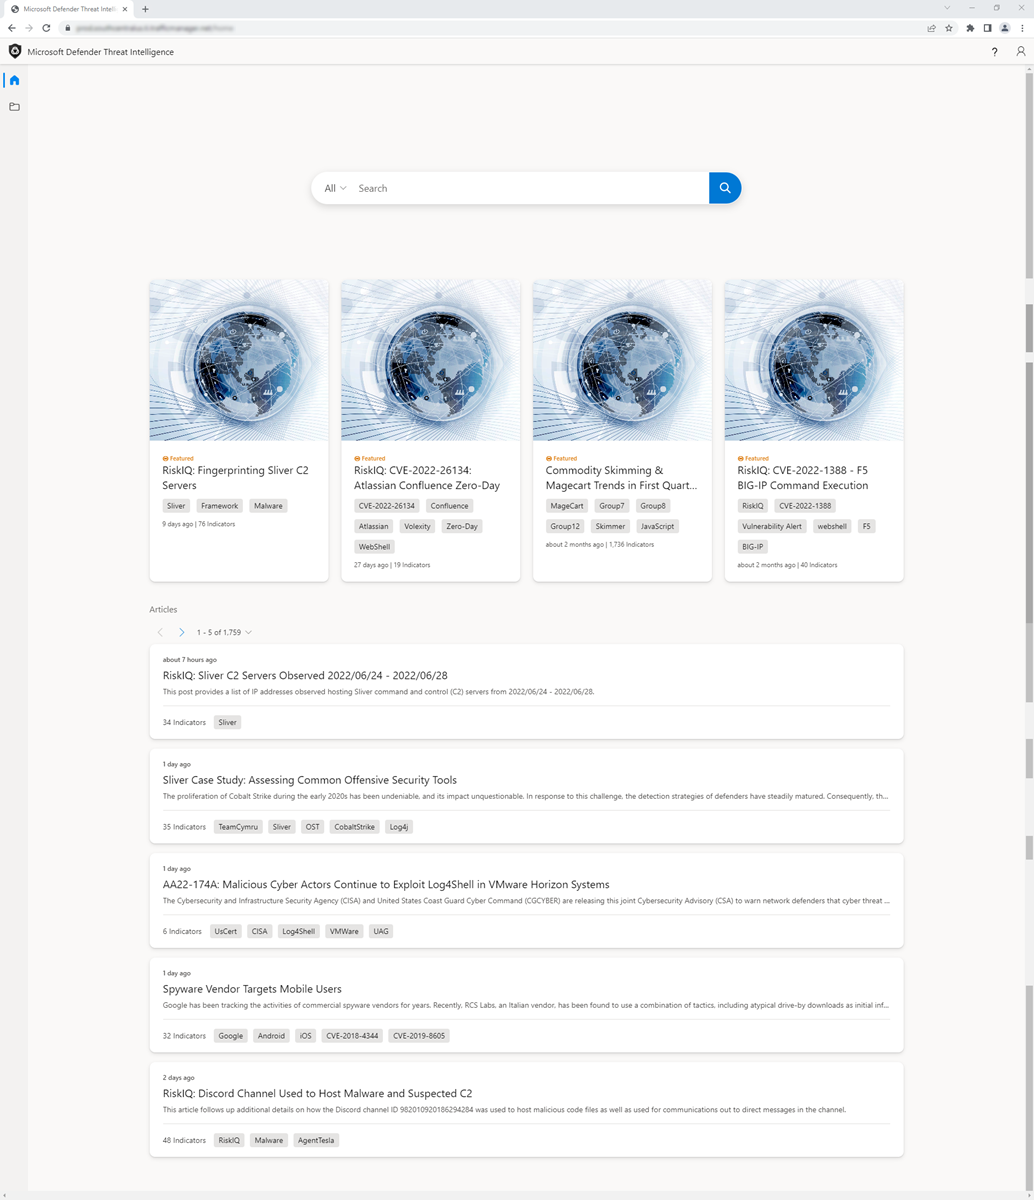 Microsoft Defender Threat Intelli
Microsoft Defender Threat Intelligence
?
All Search
Featured
RiskIQ: Fingerprinting Sliver C2
Servers
Sliver Framework Malware
9 days ago | 76 Indicators
Featured
RiskIQ: CVE-2022-26134:
Atlassian Confluence Zero-Day
CVE-2022-26134 Confluence
Atlassian Volexity Zero-Day
WebShell
27 days ago | 19 Indicators
Featured
Commodity Skimming &
Magecart Trends in First Quart...
MageCart Group7 Group8
Group12 Skimmer JavaScript
about 2 months ago | 1,736 Indicators
Featured
RiskIQ: CVE-2022-1388 - F5
BIG-IP Command Execution
RiskIQ CVE-2022-1388
Vulnerability Alert webshell F5
BIG-IP
about 2 months ago | 40 Indicators
Articles
1 - 5 of 1,759
about 7 hours ago
RiskIQ: Sliver C2 Servers Observed 2022/06/24 - 2022/06/28
This post provides a list of IP addresses observed hosting Sliver command and control (C2) servers from 2022/06/24 - 2022/06/28.
34 Indicators Sliver
1 day ago
Sliver Case Study: Assessing Common Offensive Security Tools
The proliferation of Cobalt Strike during the early 2020s has been undeniable, and its impact unquestionable. In response to this challenge, the detection strategies of defenders have steadily matured. Consequently, th...
35 Indicators TeamCymru Sliver OST CobaltStrike Log4j
1 day ago
AA22-174A: Malicious Cyber Actors Continue to Exploit Log4Shell in VMware Horizon Systems
The Cybersecurity and Infrastructure Security Agency (CISA) and United States Coast Guard Cyber Command (CGCYBER) are releasing this joint Cybersecurity Advisory (CSA) to warn network defenders that cyber threat ...
6 Indicators UsCert CISA Log4Shell VMWare UAG
1 day ago
Spyware Vendor Targets Mobile Users
Google has been tracking the activities of commercial spyware vendors for years. Recently, RCS Labs, an Italian vendor, has been found to use a combination of tactics, including atypical drive-by downloads as initial inf...
32 Indicators Google Android iOS CVE-2018-4344 CVE-2019-8605
2 days ago
RiskIQ: Discord Channel Used to Host Malware and Suspected C2
This article follows up additional details on how the Discord channel ID 982010920186294284 was used to host malicious code files as well as used for communications out to direct messages in the channel.
48 Indicators RiskIQ Malware AgentTesla